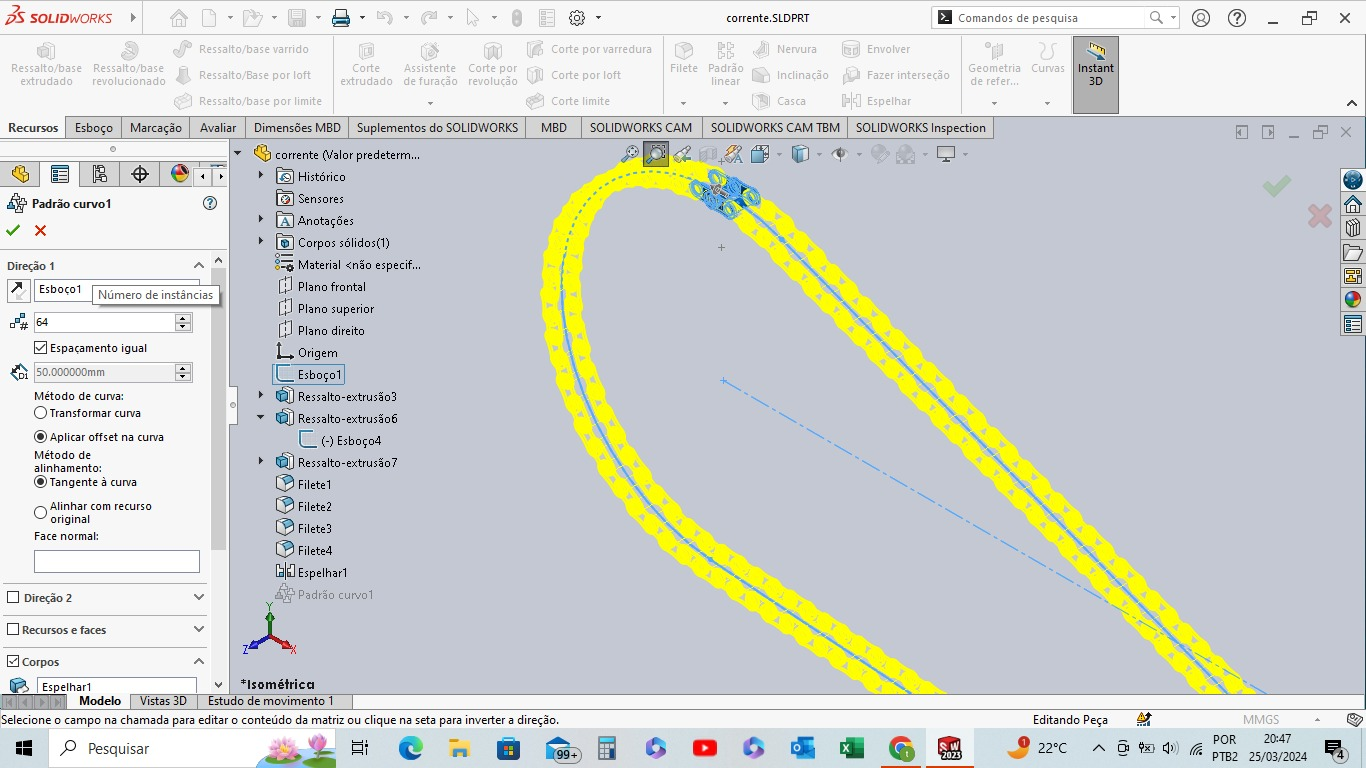 SOLIDWORKS
corrente.SLDPRT
Comandos de pesquisa
Ressalto/base extrudado
Ressalto/base revolucionado
Ressalto/base varrido
Ressalto/Base por loft
Ressalto/base por limite
Corte extrudado
Assistente de furação
Corte por revolução
Corte por varredura
Corte por loft
Corte limite
Filete
Padrão linear
Nervura
Inclinação
Casca
Envolver
Fazer interseção
Espelhar
Geometria de refer...
Curvas
Instant 3D
Recursos
Esboço
Marcação
Avaliar
Dimensões MBD
Suplementos do SOLIDWORKS
MBD
SOLIDWORKS CAM
SOLIDWORKS CAM TBM
SOLIDWORKS Inspection
Padrão curvo1
Direção 1
Esboço1
Número de instâncias
64
Espaçamento igual
D1
50.000000mm
Método de curva:
Transformar curva
Aplicar offset na curva
Método de
alinhamento:
Tangente à curva
Alinhar com recurso
original
Face normal:
Direção 2
Recursos e faces
Corpos
Espelhar1
corrente (Valor predeterm...
Histórico
Sensores
Anotações
Corpos sólidos(1)
Material <não especif...
Plano frontal
Plano superior
Plano direito
Origem
Esboço1
Ressalto-extrusão3
Ressalto-extrusão6
(-) Esboço4
Ressalto-extrusão7
Filete1
Filete2
Filete3
Filete4
Espelhar1
Padrão curvo1
Y
Z
X
*Isométrica
Modelo
Vistas 3D
Estudo de movimento 1
Selecione o campo na chamada para editar o conteúdo da matriz ou clique na seta para inverter a direção.
Editando Peça
MMGS
Pesquisar
99+
SW
2023
1
22°C
POR
PTB2
20:47
25/03/2024
4